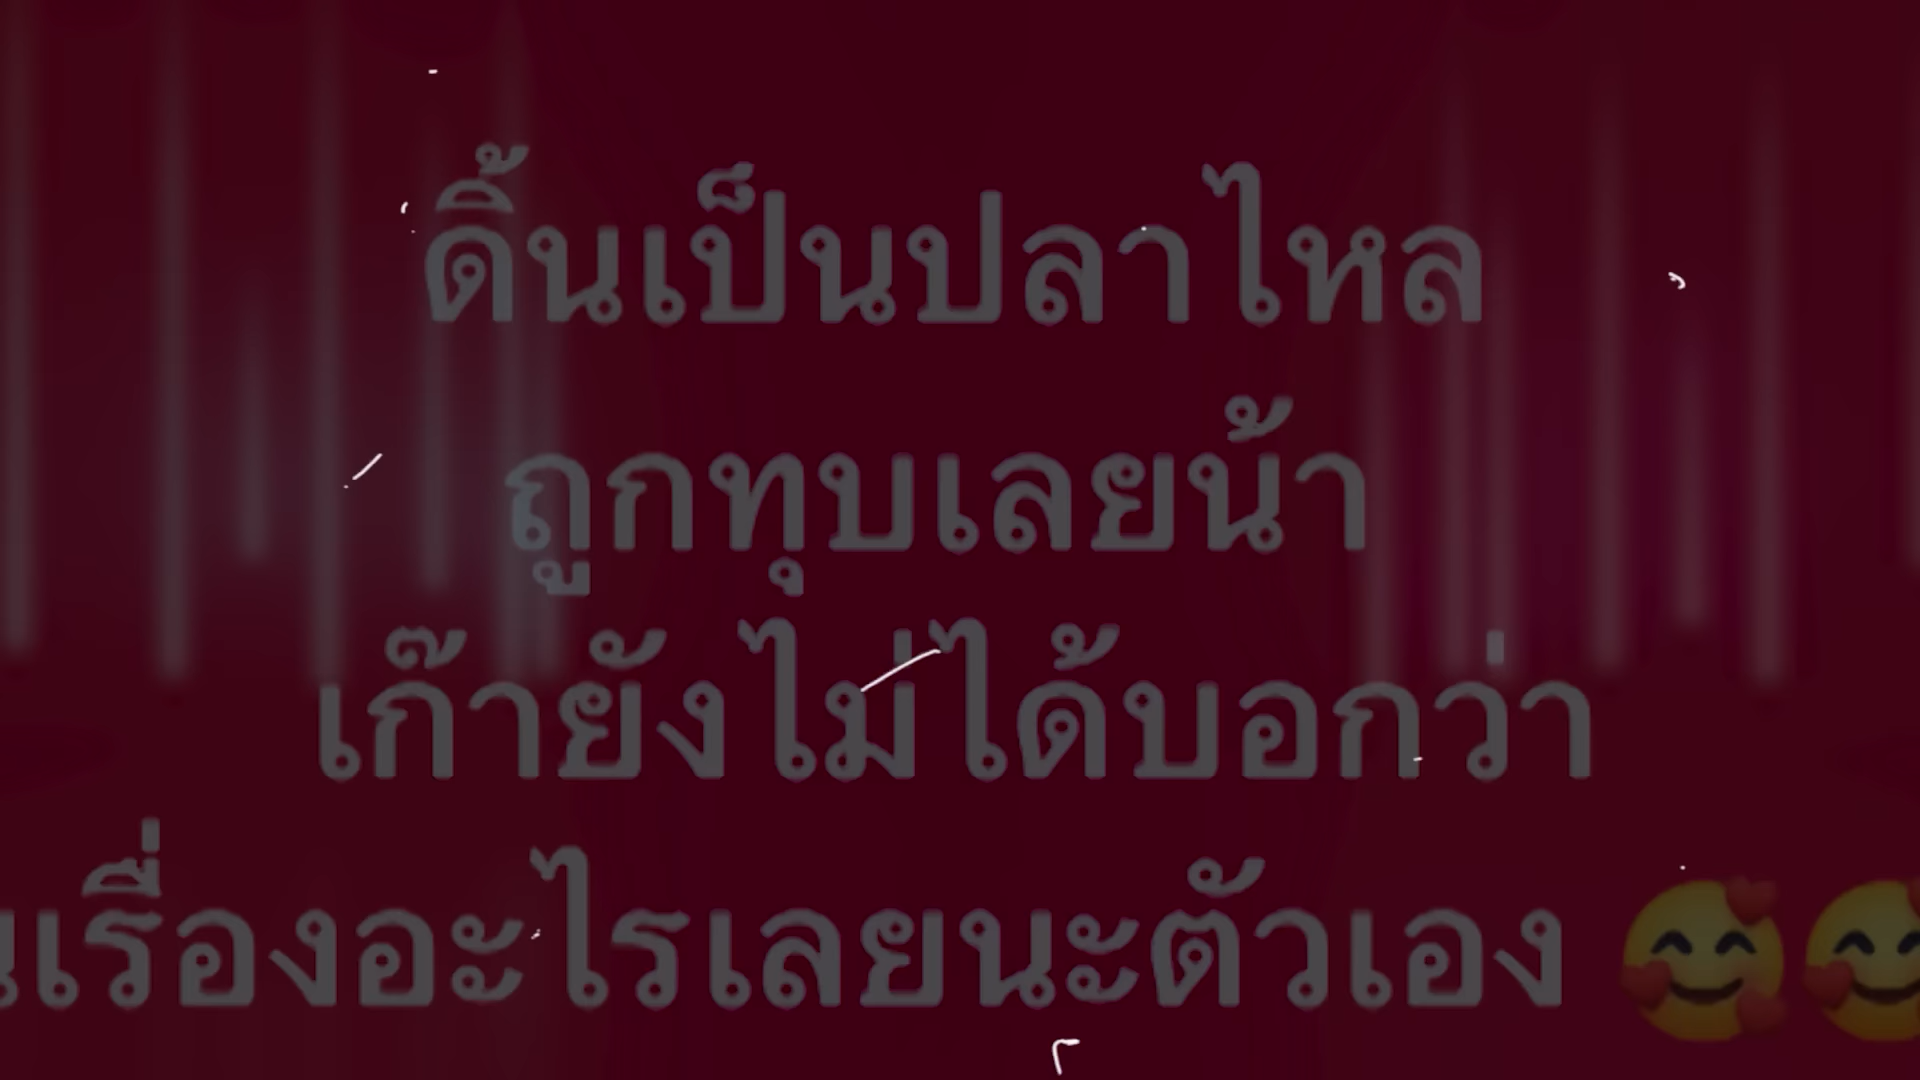 ดิ้นเป็นปลาไหล
ถูกทุบเลยน้า
เก๊ายังไม่ได้บอกว่า
เรื่องอะไรเลยนะตัวเอง 🥰🥰